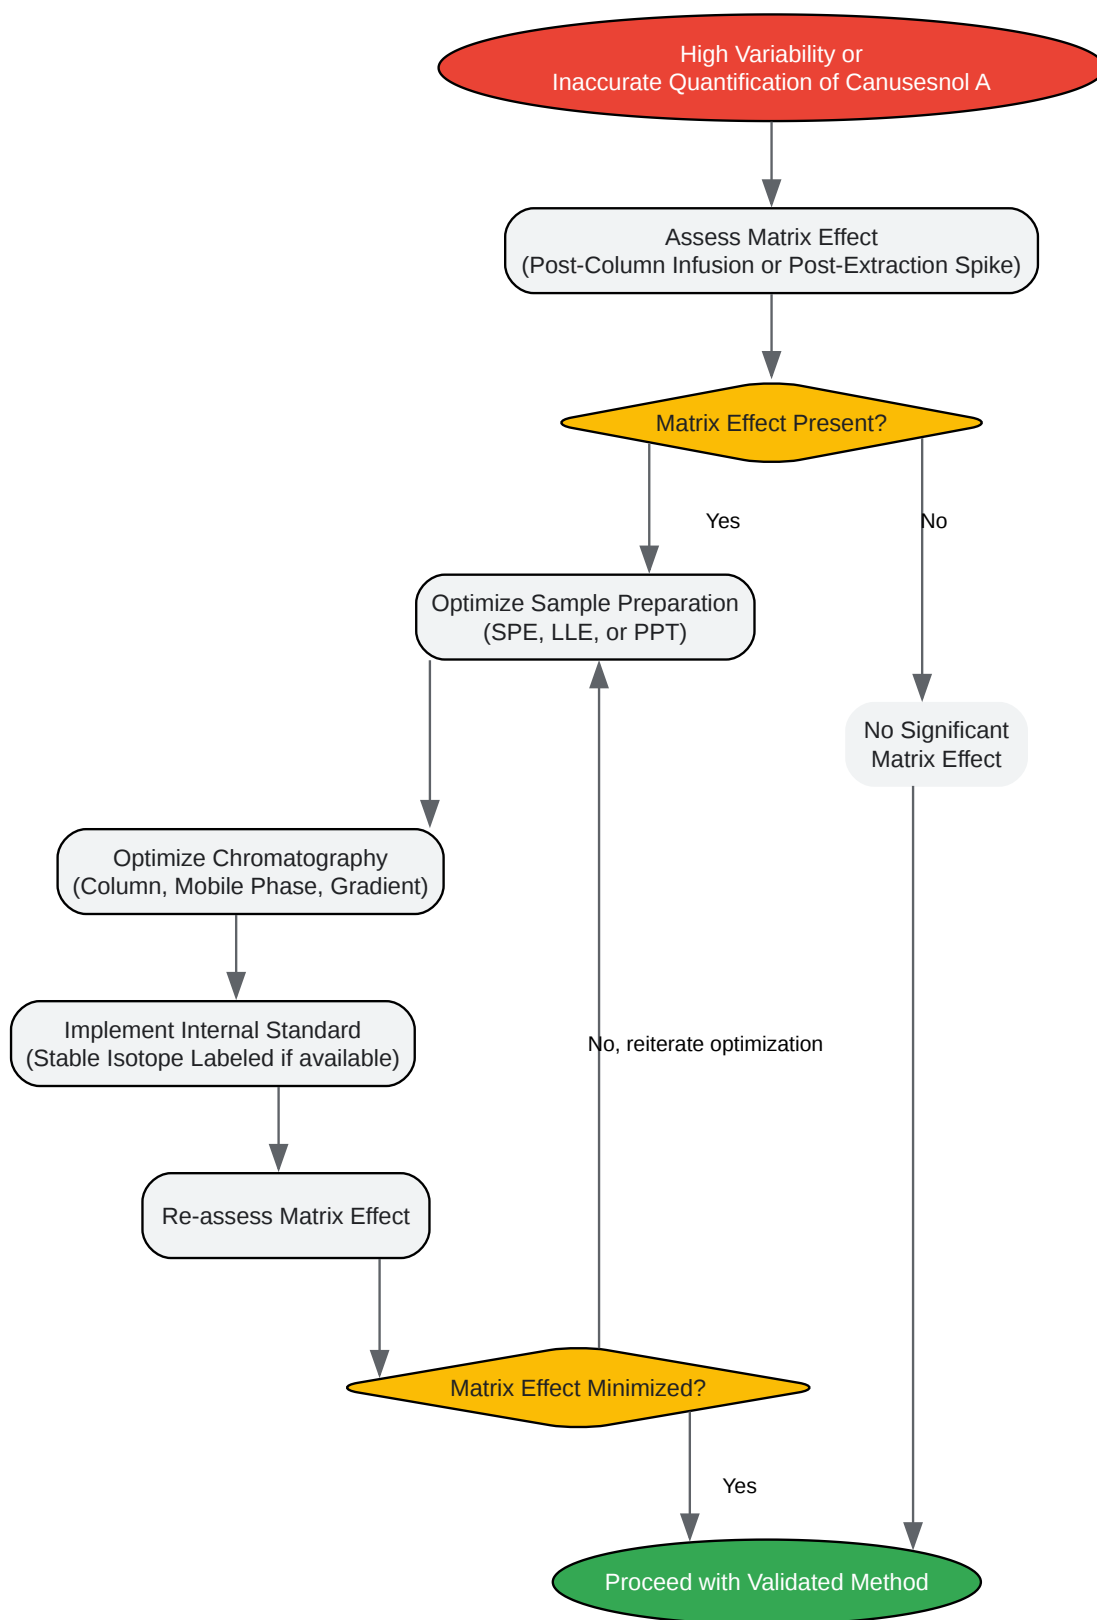 High Variability or
Inaccurate Quantification of Canusesnol A
Assess Matrix Effect
(Post-Column Infusion or Post-Extraction Spike)
Matrix Effect Present?
Yes
No
Optimize Sample Preparation
(SPE, LLE, or PPT)
No Significant
Matrix Effect
Optimize Chromatography
(Column, Mobile Phase, Gradient)
Implement Internal Standard
(Stable Isotope Labeled if available)
No, reiterate optimization
Re-assess Matrix Effect
Matrix Effect Minimized?
Yes
Proceed with Validated Method